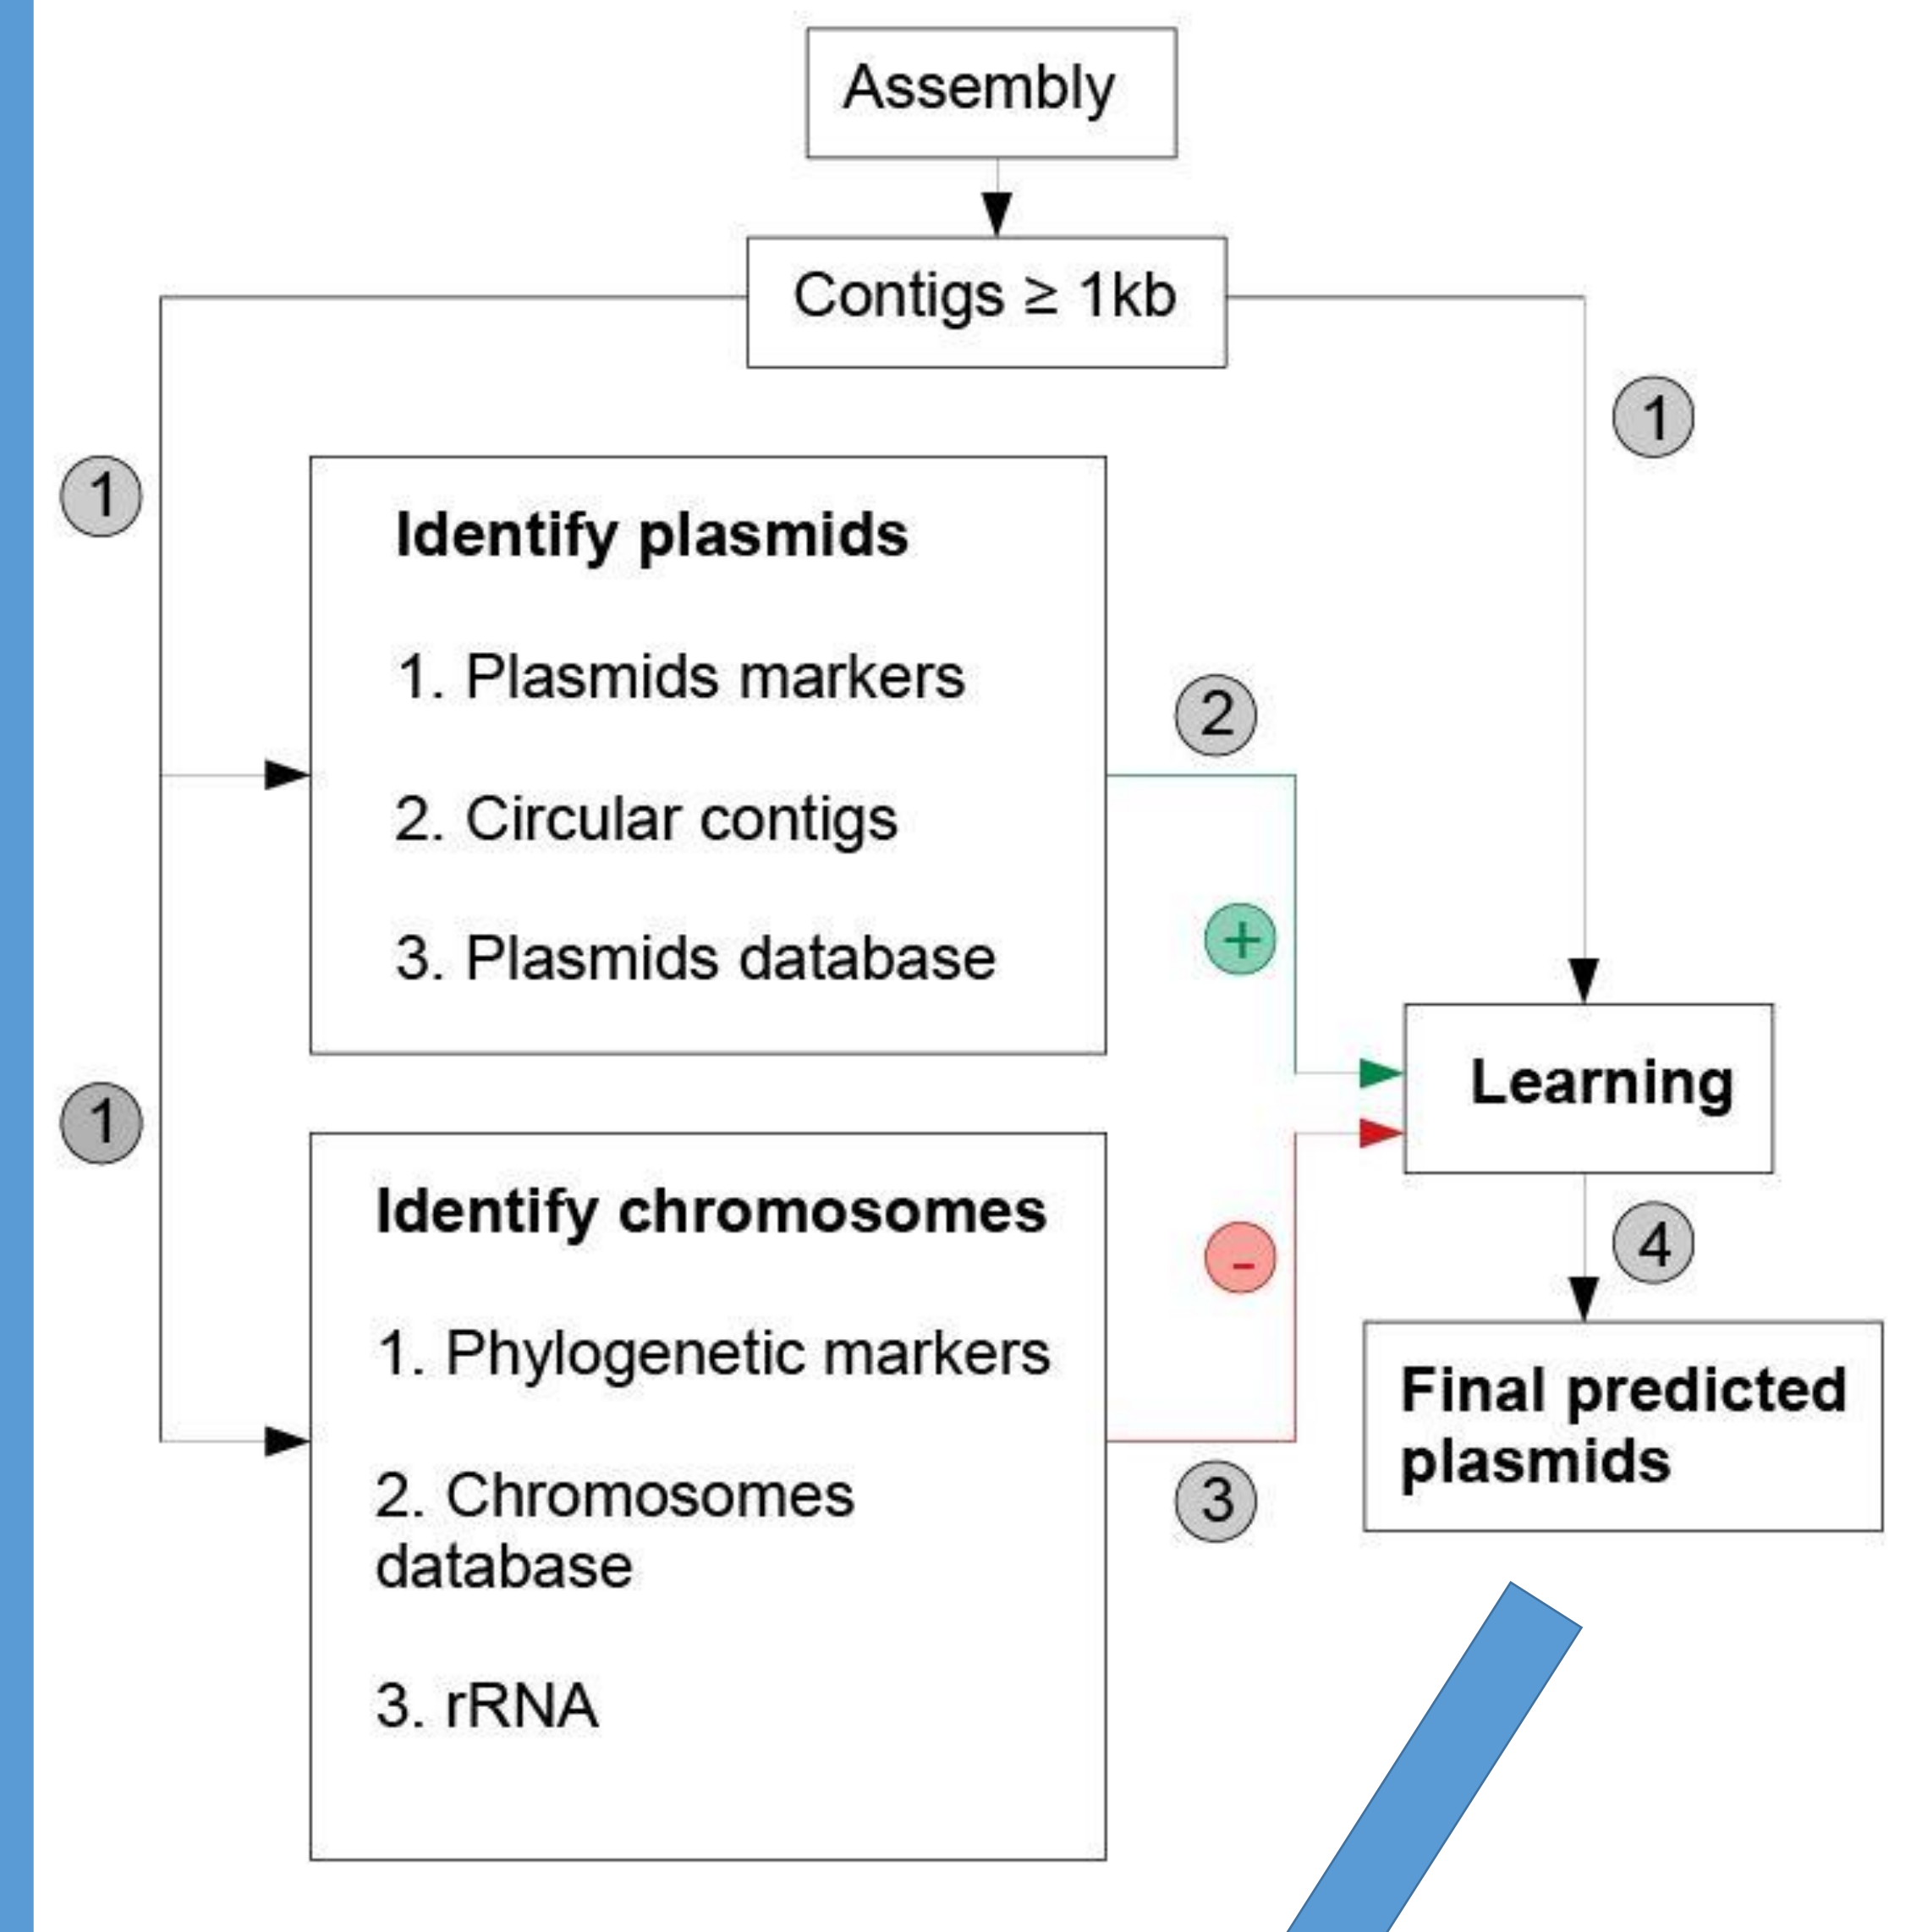 Assembly
Contigs ≥ 1kb
1
1
Identify plasmids
1. Plasmids markers
2
2. Circular contigs
+
3. Plasmids database
Learning
1
Identify chromosomes
-
4
1. Phylogenetic markers
Final predicted
plasmids
2. Chromosomes
database
3
3. rRNA